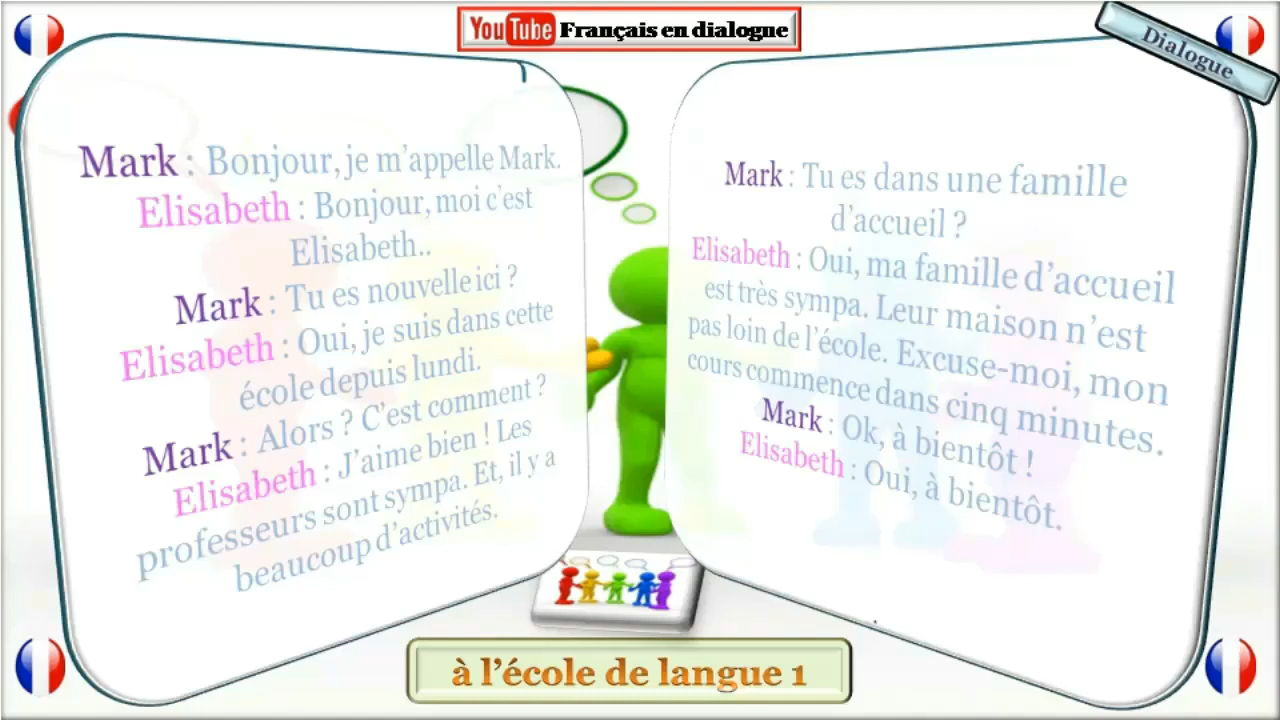 YouTube Français en dialogue
Dialogue
Mark : Bonjour, je m'appelle Mark.
Elisabeth : Bonjour, moi c'est
Elisabeth..
Mark : Tu es nouvelle ici ?
Elisabeth : Oui, je suis dans cette
école depuis lundi.
Mark : Alors ? C'est comment ?
Elisabeth : J'aime bien ! Les
professeurs sont sympa. Et, il y a
beaucoup d'activités.
Mark : Tu es dans une famille
d'accueil ?
Elisabeth : Oui, ma famille d'accueil
est très sympa. Leur maison n'est
pas loin de l'école. Excuse-moi, mon
cours commence dans cinq minutes.
Mark : Ok, à bientôt !
Elisabeth : Oui, à bientôt.
à l'école de langue 1